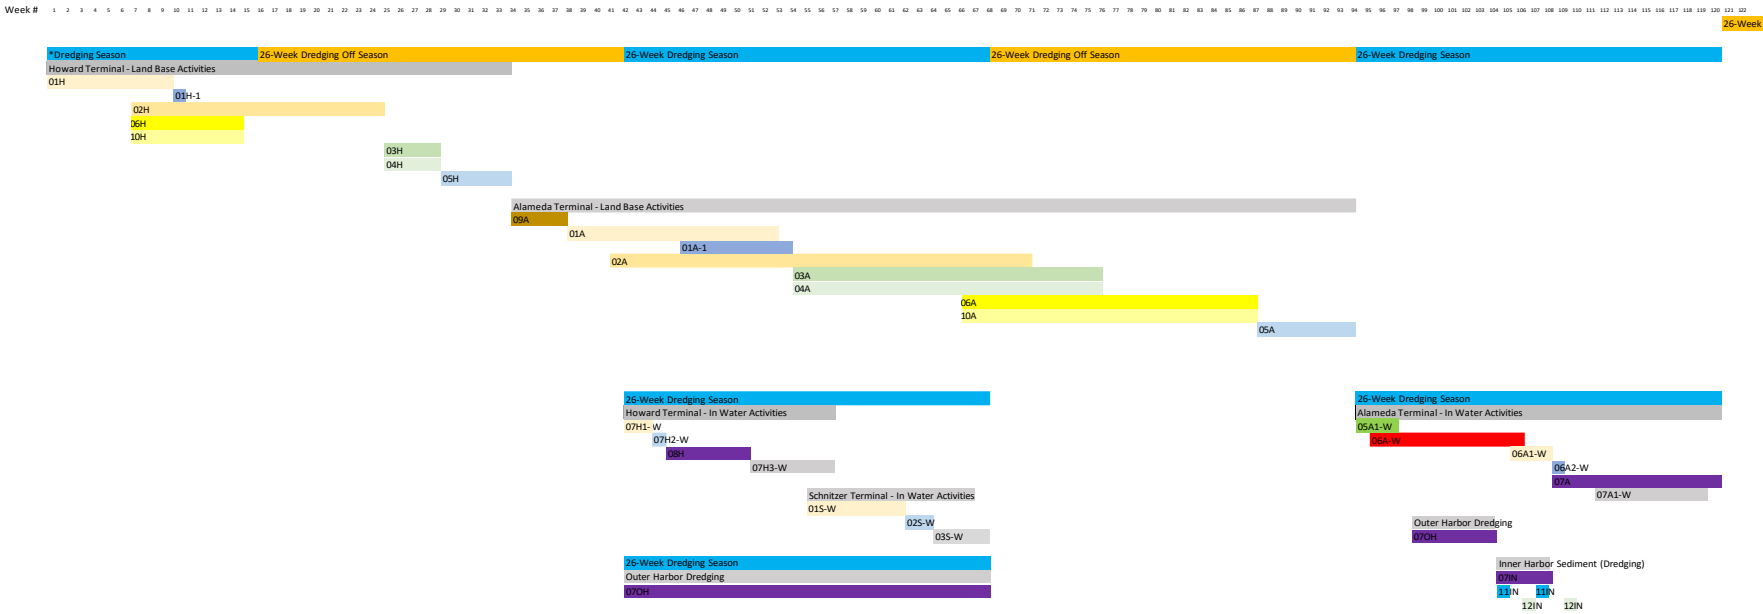 Week # 1 2 3 4 5 6 7 8 9 10 11 12 13 14 15 16 17 18 19 20 21 22 23 24 25 26 27 28 29 30 31 32 33 34 35 36 37 38 39 40 41 42 43 44 45 46 47 48 49 50 51 52 53 54 55 56 57 58 59 60 61 62 63 64 65 66 67 68 69 70 71 72 73 74 75 76 77 78 79 80 81 82 83 84 85 86 87 88 89 90 91 92 93 94 95 96 97 98 99 100 101 102 103 104 105 106 107 108 109 110 111 112 113 114 115 116 117 118 119 120 121 122
26-Week
*Dredging Season 26-Week Dredging Off Season 26-Week Dredging Season 26-Week Dredging Off Season 26-Week Dredging Season
Howard Terminal - Land Base Activities
01H
01H-1
02H
06H
10H
03H
04H
05H
Alameda Terminal - Land Base Activities
09A
01A
01A-1
02A
03A
04A
06A
10A
05A
26-Week Dredging Season 26-Week Dredging Season
Howard Terminal - In Water Activities Alameda Terminal - In Water Activities
07H1-W 05A1-W
07H2-W 06A-W
08H 06A1-W
07H3-W 06A2-W
07A
Schnitzer Terminal - In Water Activities 07A1-W
01S-W
02S-W Outer Harbor Dredging
03S-W 07OH
26-Week Dredging Season Inner Harbor Sediment (Dredging)
Outer Harbor Dredging 07IN
07OH 11IN 11IN
12IN 12IN